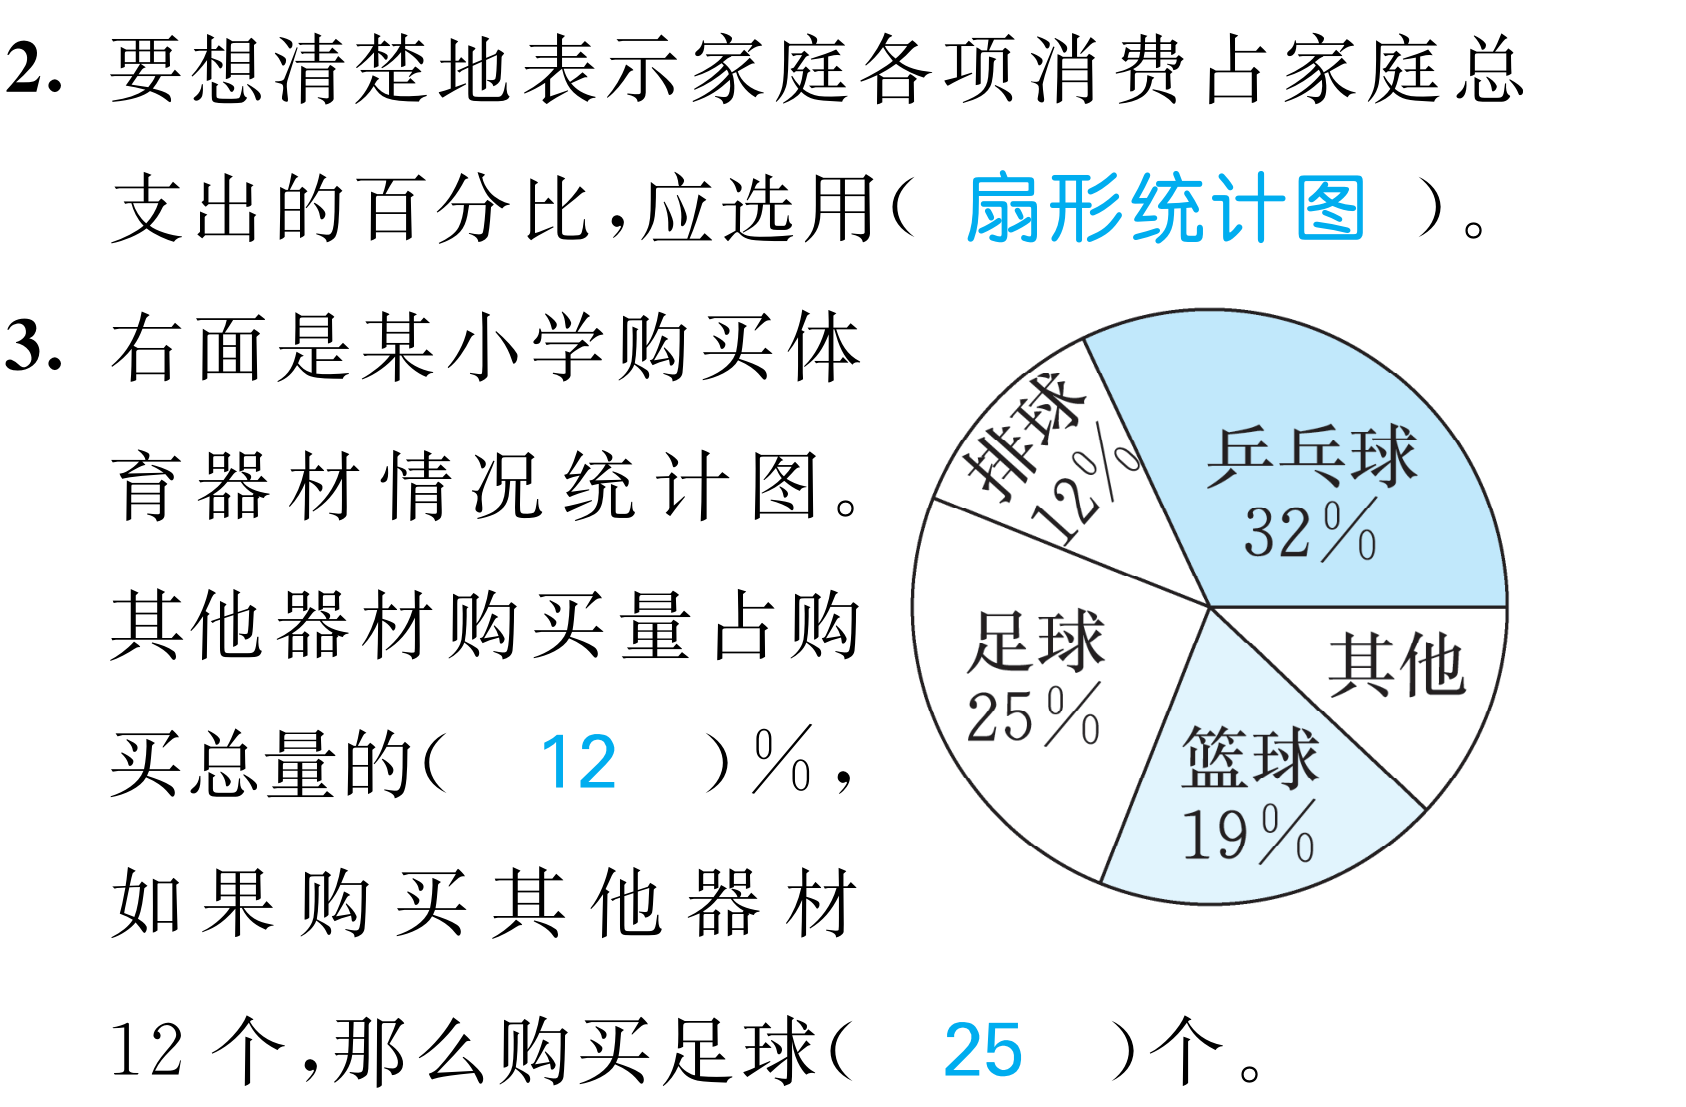 2. 要想清楚地表示家庭各项消费占家庭总
支出的百分比,应选用( 扇形统计图 )。
3. 右面是某小学购买体
育器材情况统计图。
其他器材购买量占购
买总量的( 12 )%,
如果购买其他器材
12个,那么购买足球( 25 )个。
排球
12%
乒乓球
32%
足球
25%
其他
篮球
19%